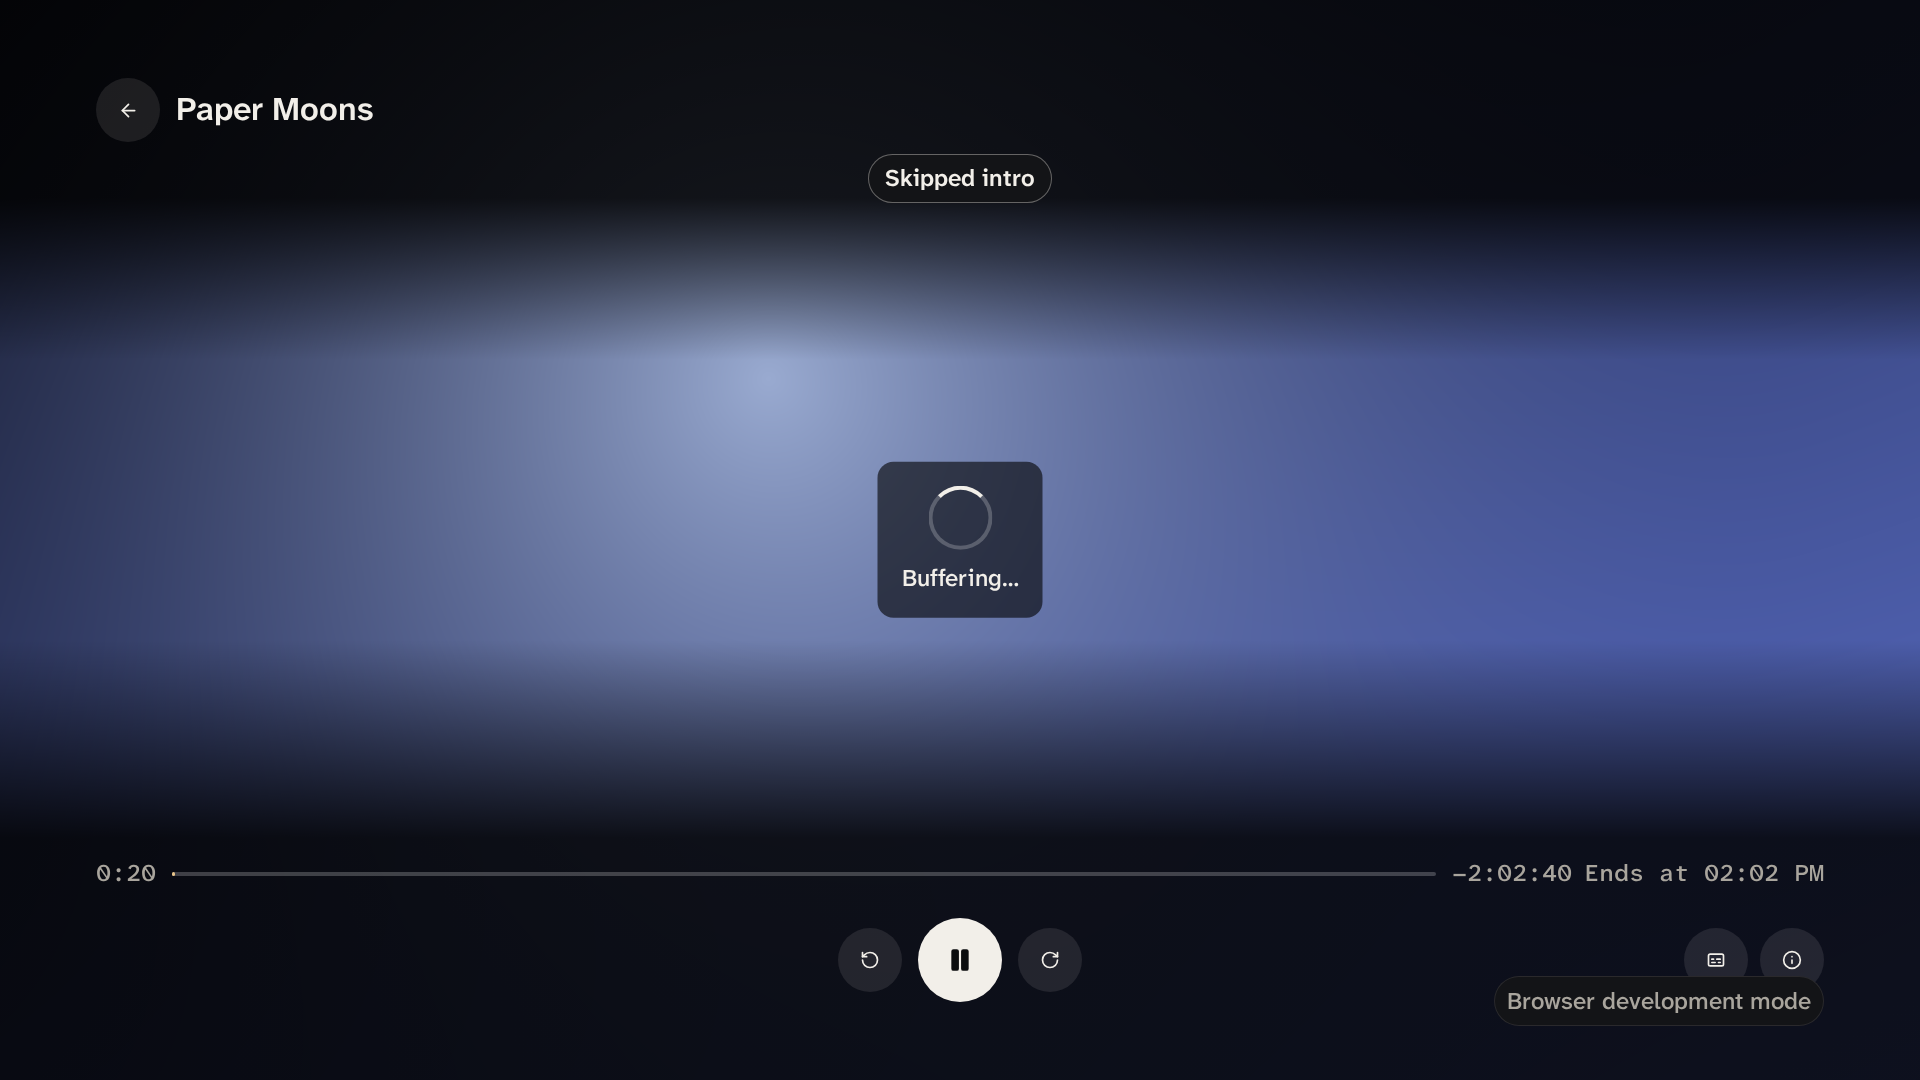 Paper Moons
Skipped intro
Buffering...
0:20
−2:02:40 Ends at 02:02 PM
Browser development mode